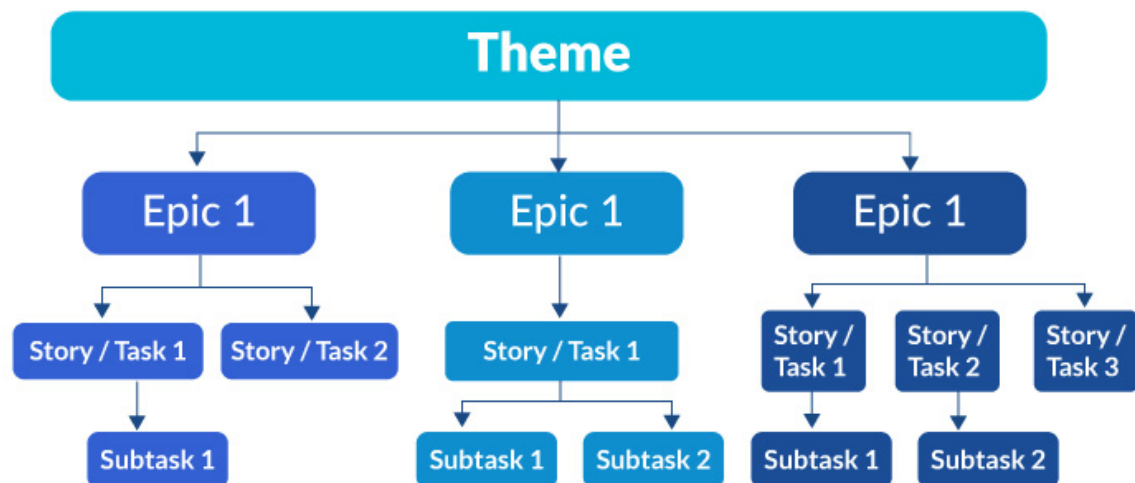 Theme
Epic 1
Epic 1
Epic 1
Story / Task 1
Story / Task 2
Story / Task 1
Story /
Task 1
Story /
Task 2
Story /
Task 3
Subtask 1
Subtask 1
Subtask 2
Subtask 1
Subtask 2